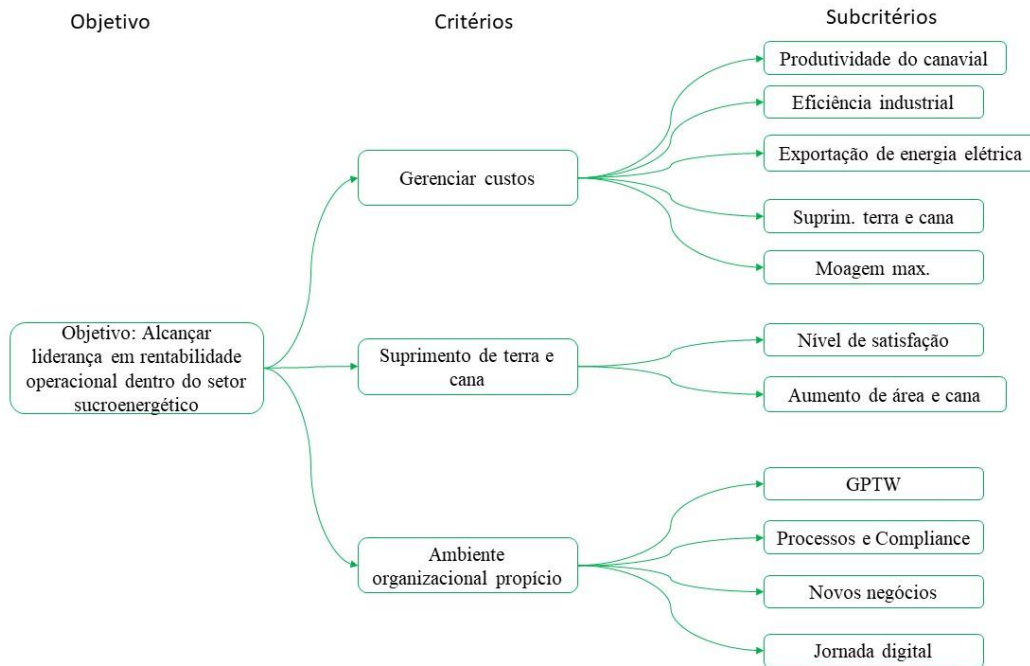 Objetivo
Critérios
Subcritérios
Produtividade do canavial
Eficiência industrial
Exportação de energia elétrica
Gerenciar custos
Suprim. terra e cana
Moagem max.
Objetivo: Alcançar
liderança em rentabilidade
operacional dentro do setor
sucroenergético
Suprimento de terra e
cana
Nível de satisfação
Aumento de área e cana
GPTW
Processos e Compliance
Ambiente
organizacional propício
Novos negócios
Jornada digital